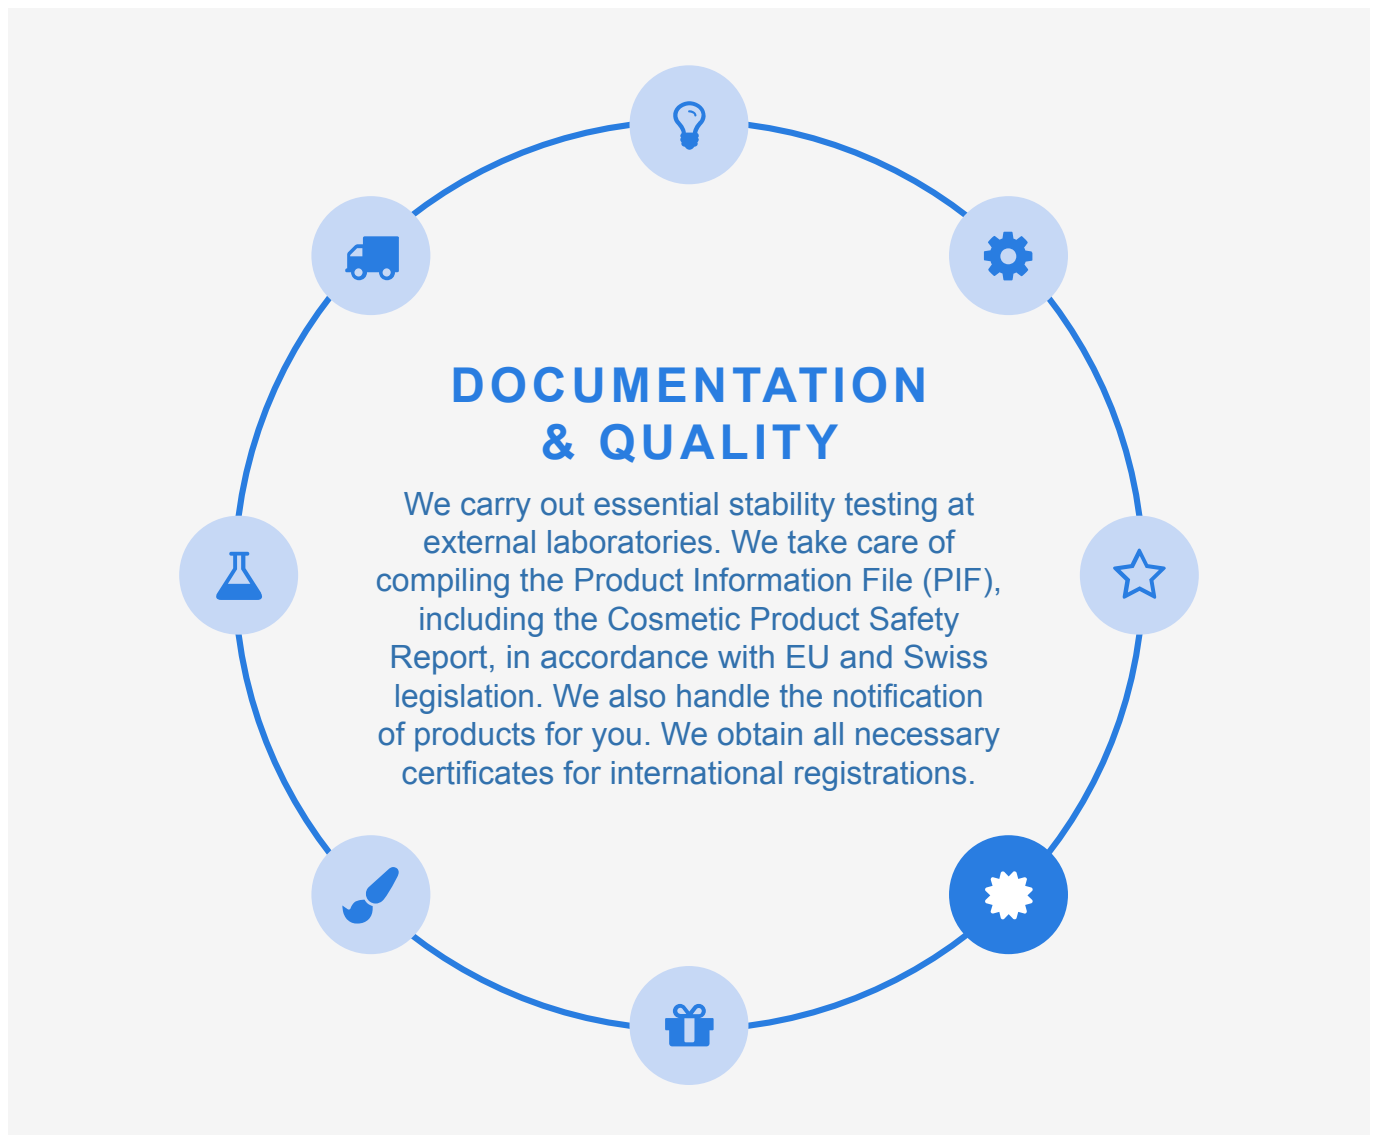 DOCUMENTATION
& QUALITY
We carry out essential stability testing at
external laboratories. We take care of
compiling the Product Information File (PIF),
including the Cosmetic Product Safety
Report, in accordance with EU and Swiss
legislation. We also handle the notification
of products for you. We obtain all necessary
certificates for international registrations.